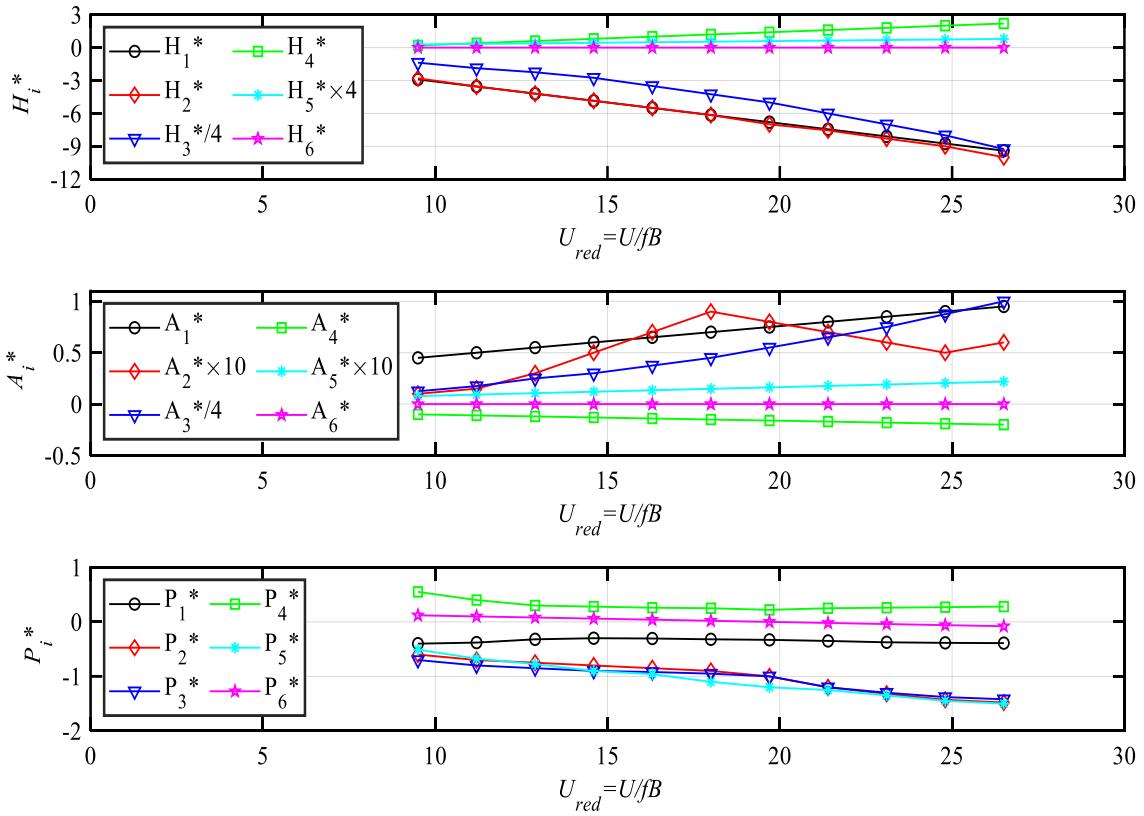 3
0
-3
-6
-9
-12
H_i*
H_1* H_4*
H_2* H_5*×4
H_3*/4 H_6*
0 5 10 15 20 25 30
U_red=U/fB
1
0.5
0
-0.5
A_i*
A_1* A_4*
A_2*×10 A_5*×10
A_3*/4 A_6*
0 5 10 15 20 25 30
U_red=U/fB
1
0
-1
-2
P_i*
P_1* P_4*
P_2* P_5*
P_3* P_6*
0 5 10 15 20 25 30
U_red=U/fB